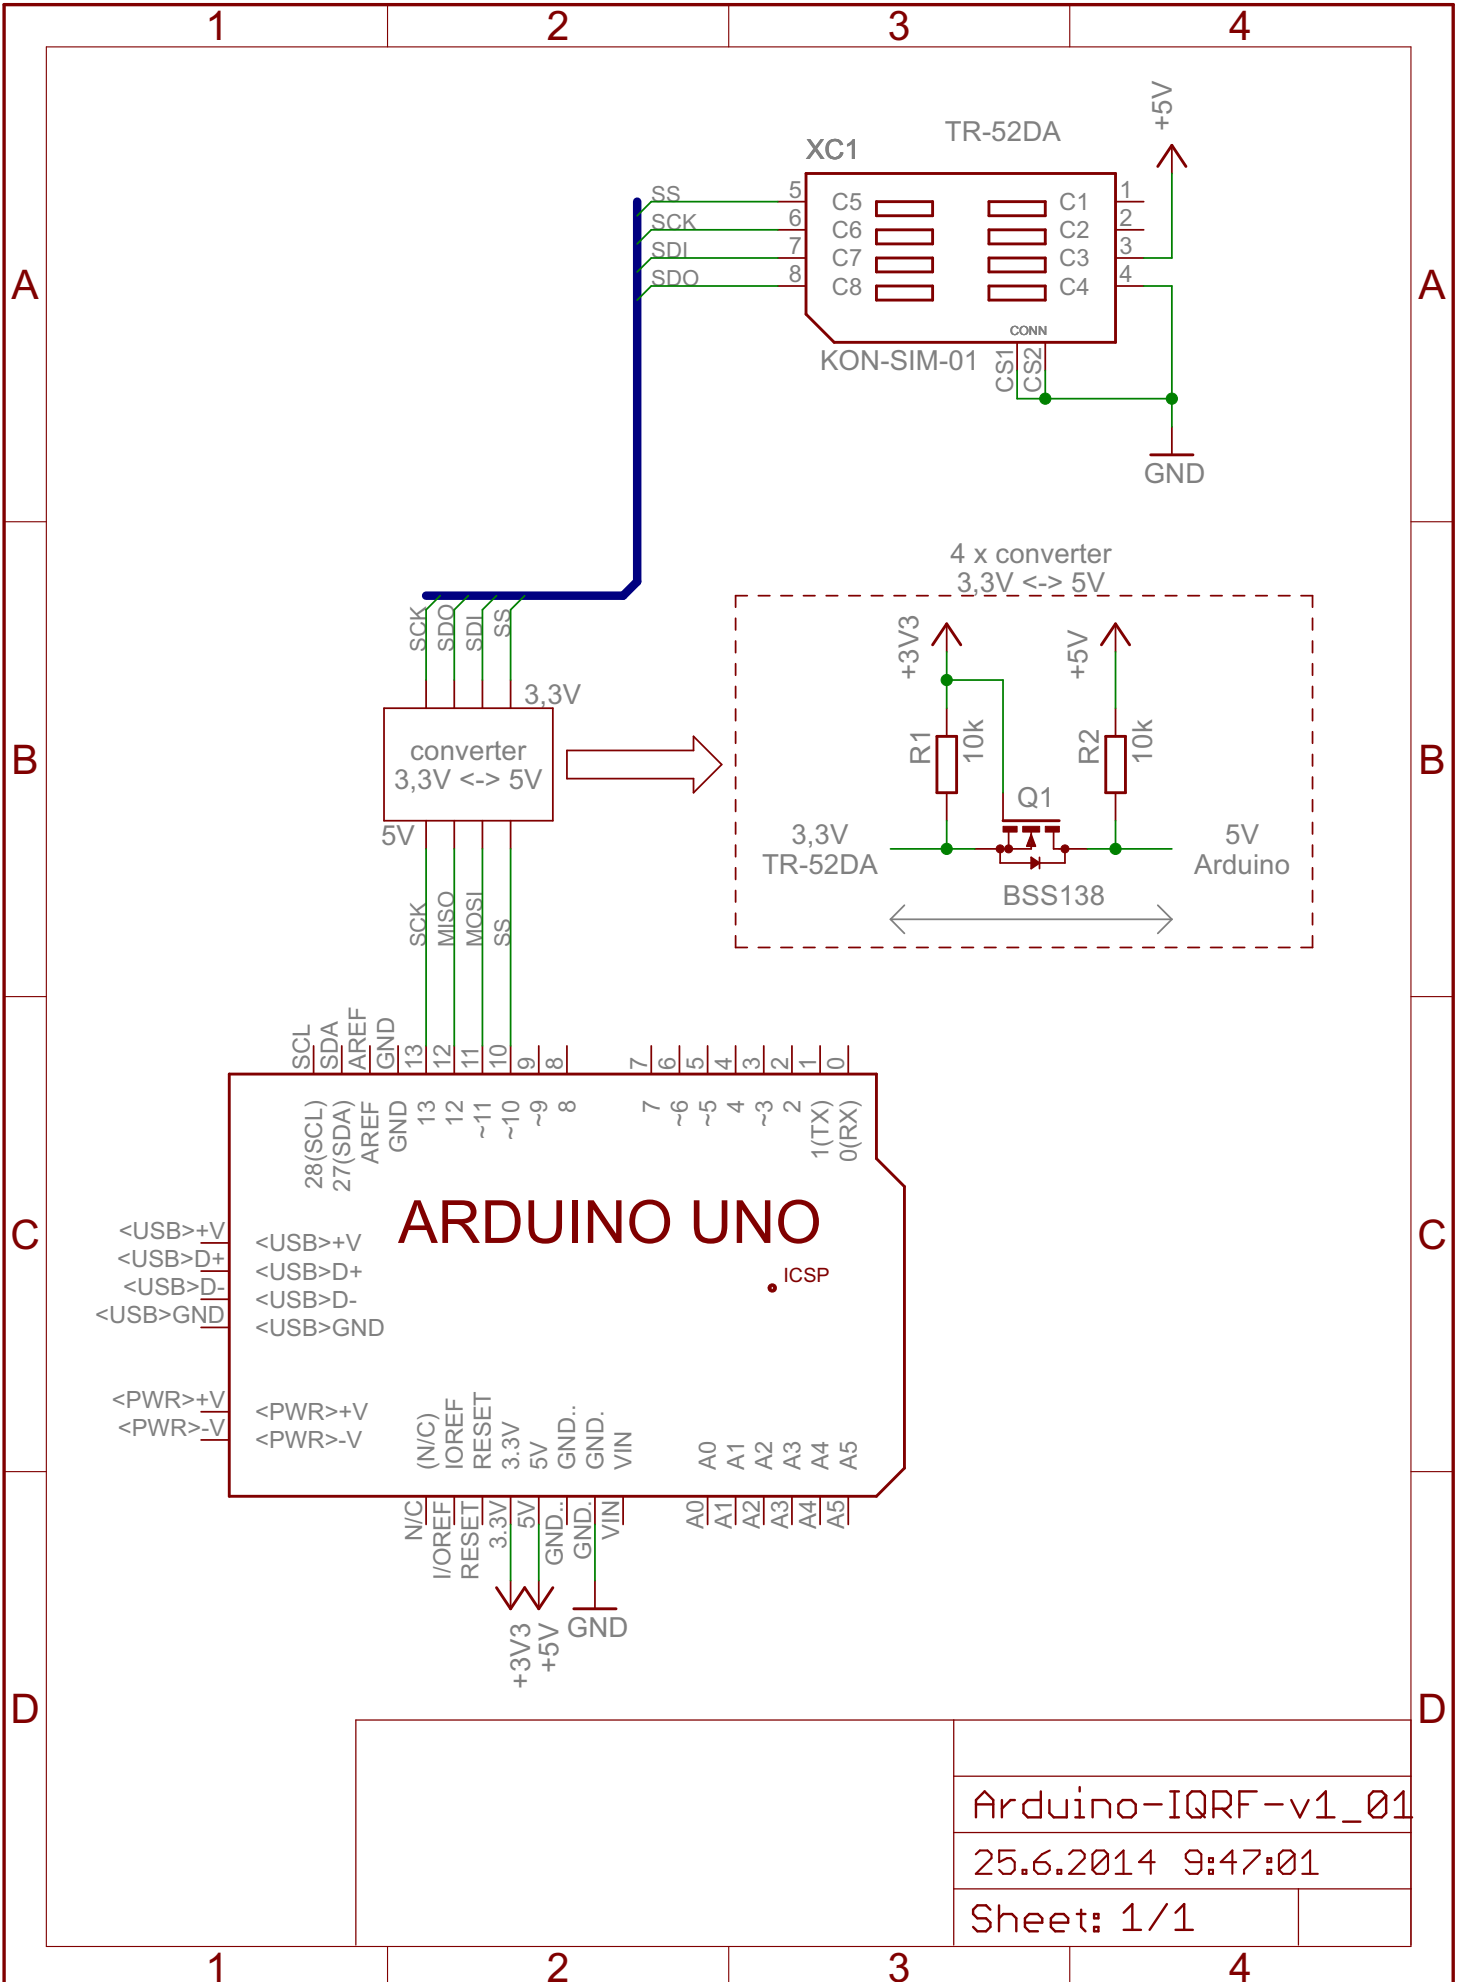 1 2 3 4
A A
B B
C C
D D
1 2 3 4
TR-52DA
+5V
XC1
SS 5 C5 C1 1
SCK 6 C6 C2 2
SDI 7 C7 C3 3
SDO 8 C8 C4 4
CONN
KON-SIM-01
CS1
CS2
GND
4 x converter
3,3V <-> 5V
+3V3
+5V
R1
10k
R2
10k
Q1
3,3V
TR-52DA
5V
Arduino
BSS138
SCK
SDO
SDI
SS
3,3V
converter
3,3V <-> 5V
5V
SCK
MISO
MOSI
SS
SCL
SDA
AREF
GND
13
12
11
10
9
8
7
6
5
4
3
2
1
0
28(SCL)
27(SDA)
AREF
GND
13
12
~11
~10
~9
8
7
~6
~5
4
~3
2
1(TX)
0(RX)
ARDUINO UNO
ICSP
<USB>+V
<USB>D+
<USB>D-
<USB>GND
<USB>+V
<USB>D+
<USB>D-
<USB>GND
<PWR>+V
<PWR>-V
<PWR>+V
<PWR>-V
(N/C)
IOREF
RESET
3.3V
5V
GND..
GND.
VIN
A0
A1
A2
A3
A4
A5
N/C
I/OREF
RESET
3.3V
5V
GND..
GND.
VIN
A0
A1
A2
A3
A4
A5
+3V3
+5V
GND
Arduino-IQRF-v1_01
25.6.2014 9:47:01
Sheet: 1/1